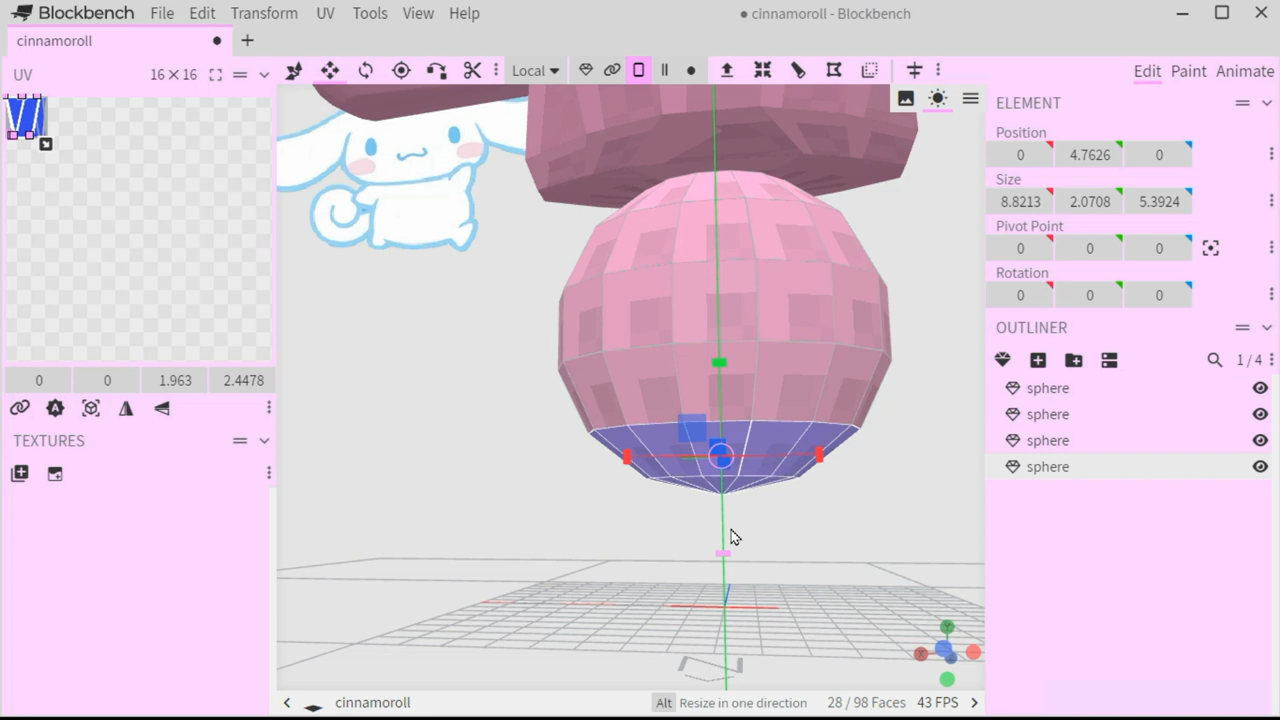 Blockbench File Edit Transform UV Tools View Help
● cinnamoroll - Blockbench
cinnamoroll
UV 16 × 16
Local
Edit Paint Animate
ELEMENT
Position
0 4.7626 0
Size
8.8213 2.0708 5.3924
Pivot Point
0 0 0
Rotation
0 0 0
OUTLINER
1 / 4
sphere
sphere
sphere
sphere
0 0 1.963 2.4478
TEXTURES
Y
X
cinnamoroll
Alt Resize in one direction 28 / 98 Faces 43 FPS